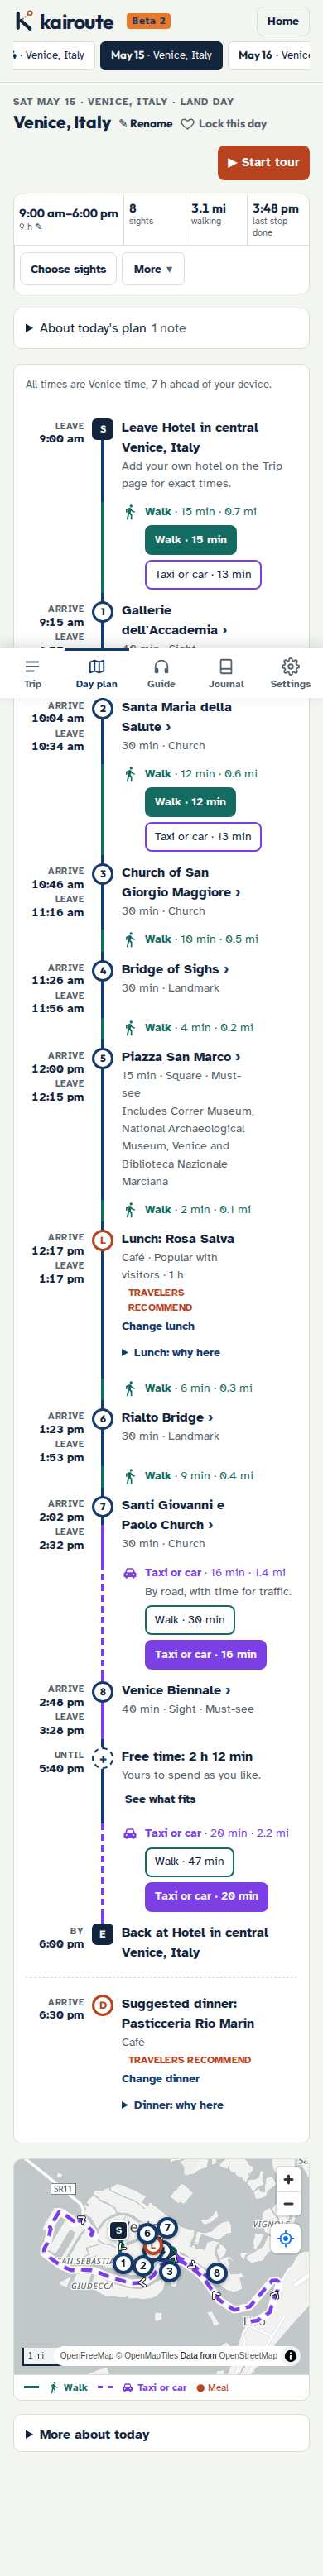 kairoute Beta 2 Home
· Venice, Italy May 15 · Venice, Italy May 16 · Venice
SAT MAY 15 · VENICE, ITALY · LAND DAY
Venice, Italy ✎ Rename Lock this day
▶ Start tour
9:00 am–6:00 pm 8 3.1 mi 3:48 pm
9 h ✎ sights walking last stop
done
Choose sights More ▾
▶ About today's plan 1 note
All times are Venice time, 7 h ahead of your device.
LEAVE
9:00 am
S
Leave Hotel in central
Venice, Italy
Add your own hotel on the Trip
page for exact times.
Walk · 15 min · 0.7 mi
Walk · 15 min
Taxi or car · 13 min
ARRIVE
9:15 am
LEAVE
1
Gallerie
dell'Accademia ›
Trip Day plan Guide Journal Settings
ARRIVE
10:04 am
LEAVE
10:34 am
2
Santa Maria della
Salute ›
30 min · Church
Walk · 12 min · 0.6 mi
Walk · 12 min
Taxi or car · 13 min
ARRIVE
10:46 am
LEAVE
11:16 am
3
Church of San
Giorgio Maggiore ›
30 min · Church
Walk · 10 min · 0.5 mi
ARRIVE
11:26 am
LEAVE
11:56 am
4
Bridge of Sighs ›
30 min · Landmark
Walk · 4 min · 0.2 mi
ARRIVE
12:00 pm
LEAVE
12:15 pm
5
Piazza San Marco ›
15 min · Square · Must-
see
Includes Correr Museum,
National Archaeological
Museum, Venice and
Biblioteca Nazionale
Marciana
Walk · 2 min · 0.1 mi
ARRIVE
12:17 pm
LEAVE
1:17 pm
L
Lunch: Rosa Salva
Café · Popular with
visitors · 1 h
TRAVELERS
RECOMMEND
Change lunch
▶ Lunch: why here
Walk · 6 min · 0.3 mi
ARRIVE
1:23 pm
LEAVE
1:53 pm
6
Rialto Bridge ›
30 min · Landmark
Walk · 9 min · 0.4 mi
ARRIVE
2:02 pm
LEAVE
2:32 pm
7
Santi Giovanni e
Paolo Church ›
30 min · Church
Taxi or car · 16 min · 1.4 mi
By road, with time for traffic.
Walk · 30 min
Taxi or car · 16 min
ARRIVE
2:48 pm
LEAVE
3:28 pm
8
Venice Biennale ›
40 min · Sight · Must-see
UNTIL
5:40 pm
+
Free time: 2 h 12 min
Yours to spend as you like.
See what fits
Taxi or car · 20 min · 2.2 mi
Walk · 47 min
Taxi or car · 20 min
BY
6:00 pm
E
Back at Hotel in central
Venice, Italy
ARRIVE
6:30 pm
D
Suggested dinner:
Pasticceria Rio Marin
Café
TRAVELERS RECOMMEND
Change dinner
▶ Dinner: why here
SR11
+
−
S 6 7
1 2 3 8
GIUDECCA
1 mi OpenFreeMap © OpenMapTiles Data from OpenStreetMap
Walk Taxi or car Meal
▶ More about today